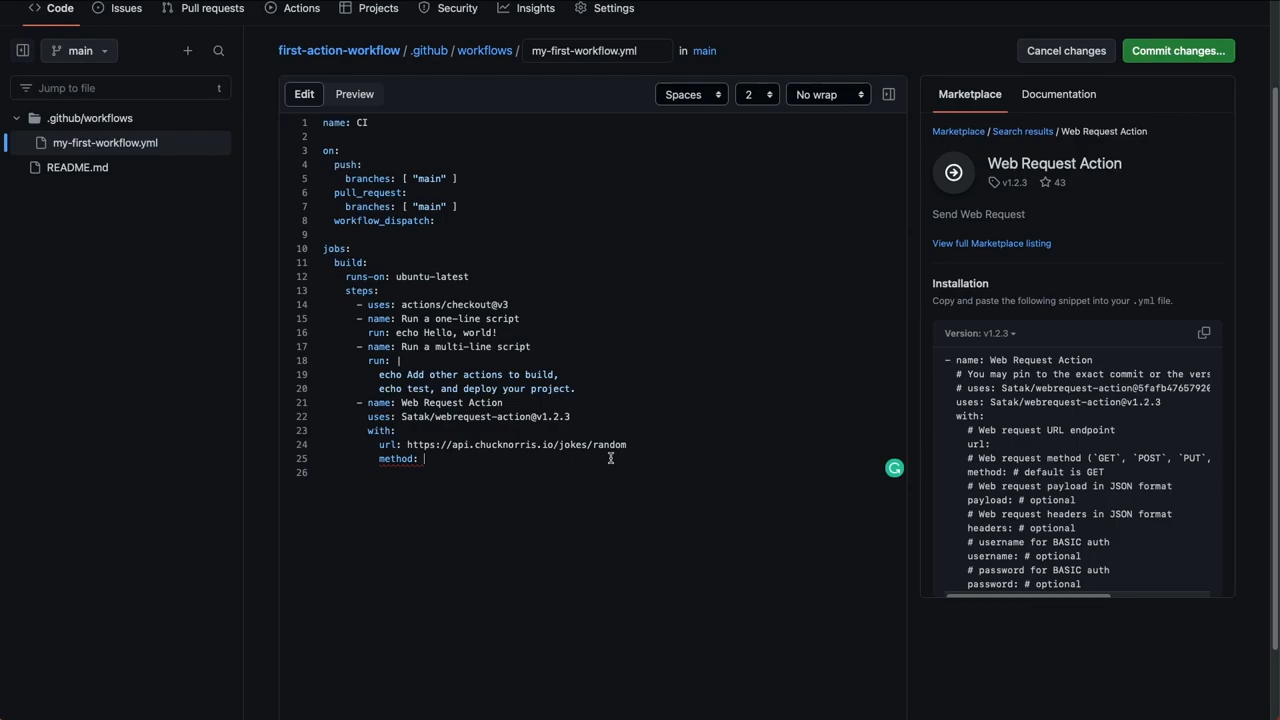 Code Issues Pull requests Actions Projects Security Insights Settings
main
first-action-workflow / .github / workflows / my-first-workflow.yml in main
Cancel changes
Commit changes...
Jump to file t
.github/workflows
my-first-workflow.yml
README.md
Edit Preview
Spaces 2 No wrap
1 name: CI
2
3 on:
4 push:
5 branches: [ "main" ]
6 pull_request:
7 branches: [ "main" ]
8 workflow_dispatch:
9
10 jobs:
11 build:
12 runs-on: ubuntu-latest
13 steps:
14 - uses: actions/checkout@v3
15 - name: Run a one-line script
16 run: echo Hello, world!
17 - name: Run a multi-line script
18 run: |
19 echo Add other actions to build,
20 echo test, and deploy your project.
21 - name: Web Request Action
22 uses: Satak/webrequest-action@v1.2.3
23 with:
24 url: https://api.chucknorris.io/jokes/random
25 method:
26
Marketplace Documentation
Marketplace / Search results / Web Request Action
Web Request Action
v1.2.3 43
Send Web Request
View full Marketplace listing
Installation
Copy and paste the following snippet into your .yml file.
Version: v1.2.3
- name: Web Request Action
# You may pin to the exact commit or the vers
# uses: Satak/webrequest-action@5fafb47657920
uses: Satak/webrequest-action@v1.2.3
with:
# Web request URL endpoint
url:
# Web request method (`GET`, `POST`, `PUT`,
method: # default is GET
# Web request payload in JSON format
payload: # optional
# Web request headers in JSON format
headers: # optional
# username for BASIC auth
username: # optional
# password for BASIC auth
password: # optional